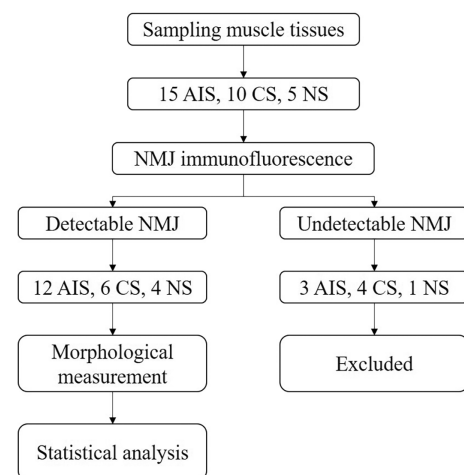 Sampling muscle tissues
15 AIS, 10 CS, 5 NS
NMJ immunofluorescence
Detectable NMJ
Undetectable NMJ
12 AIS, 6 CS, 4 NS
3 AIS, 4 CS, 1 NS
Morphological
measurement
Excluded
Statistical analysis